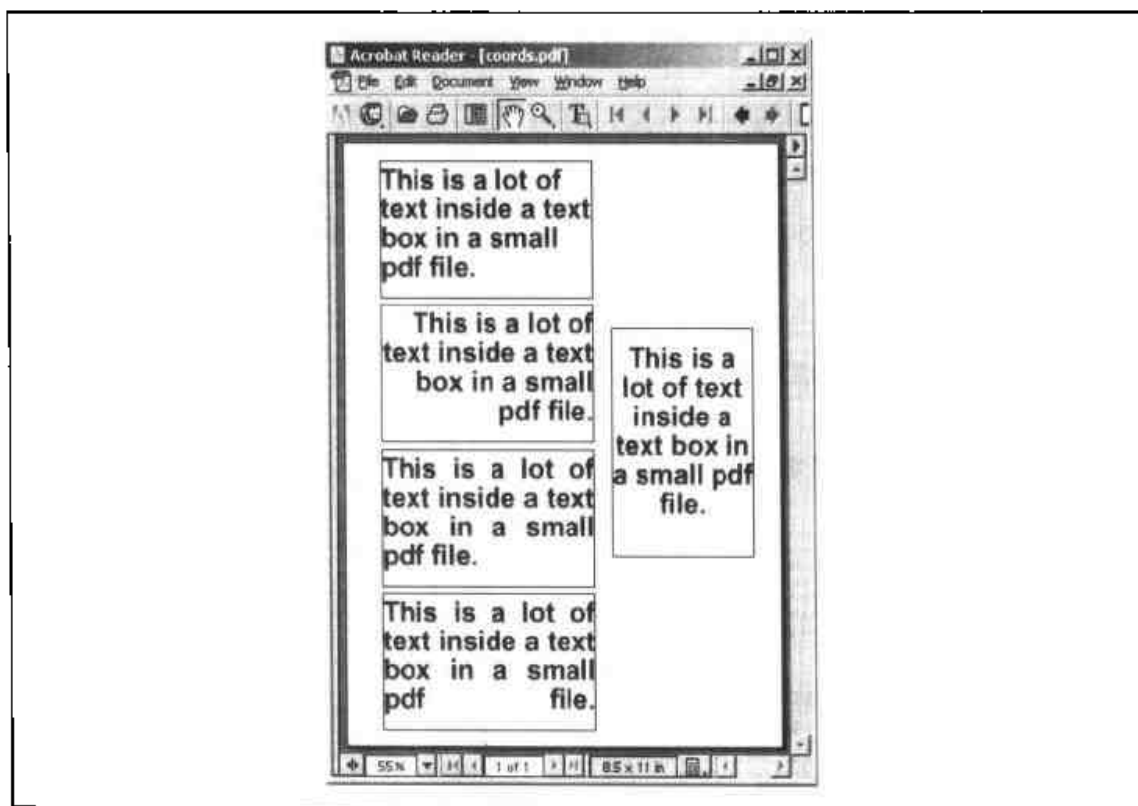 Acrobat Reader - [coords.pdf]
File Edit Document View Window Help
This is a lot of
text inside a text
box in a small
pdf file.
This is a lot of
text inside a text
box in a small
pdf file.
This is a lot of
text inside a text
box in a small
pdf file.
This is a lot of
text inside a text
box in a small
pdf file.
This is a
lot of text
inside a
text box in
a small pdf
file.
55% 1 of 1 8.5 x 11 in